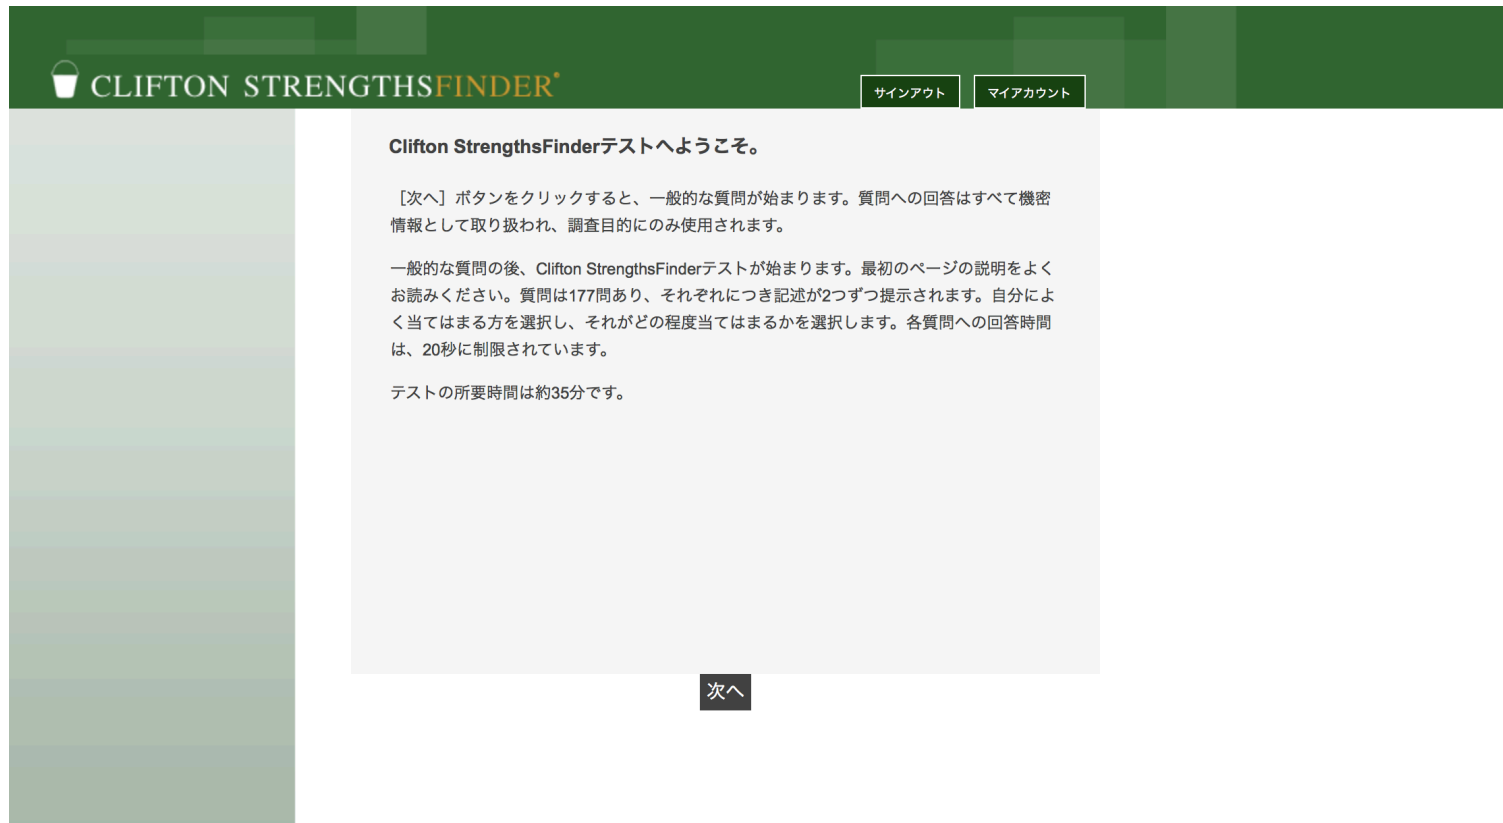 CLIFTON STRENGTHSFINDER®
サインアウト
マイアカウント
Clifton StrengthsFinderテストへようこそ。
［次へ］ボタンをクリックすると、一般的な質問が始まります。質問への回答はすべて機密
情報として取り扱われ、調査目的にのみ使用されます。
一般的な質問の後、Clifton StrengthsFinderテストが始まります。最初のページの説明をよく
お読みください。質問は177問あり、それぞれにつき記述が2つずつ提示されます。自分によ
く当てはまる方を選択し、それがどの程度当てはまるかを選択します。各質問への回答時間
は、20秒に制限されています。
テストの所要時間は約35分です。
次へ